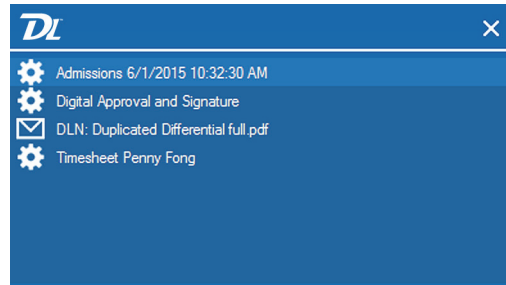 DL
Admissions 6/1/2015 10:32:30 AM
Digital Approval and Signature
DLN: Duplicated Differential full.pdf
Timesheet Penny Fong